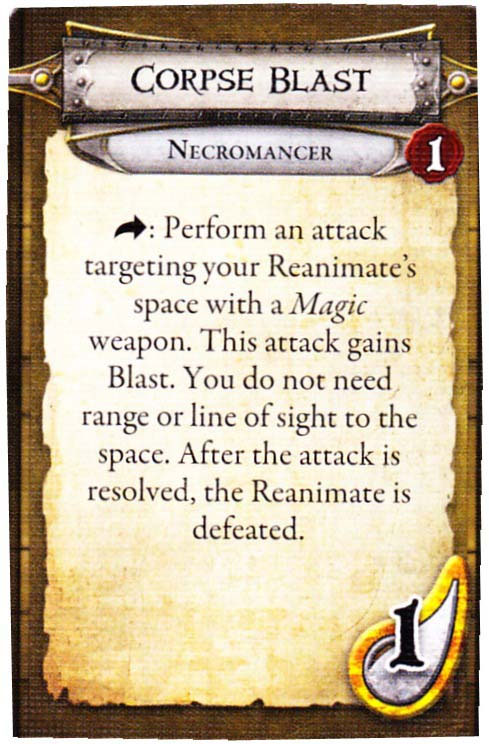 CORPSE BLAST
NECROMANCER
1
: Perform an attack
targeting your Reanimate's
space with a Magic
weapon. This attack gains
Blast. You do not need
range or line of sight to the
space. After the attack is
resolved, the Reanimate is
defeated.
1